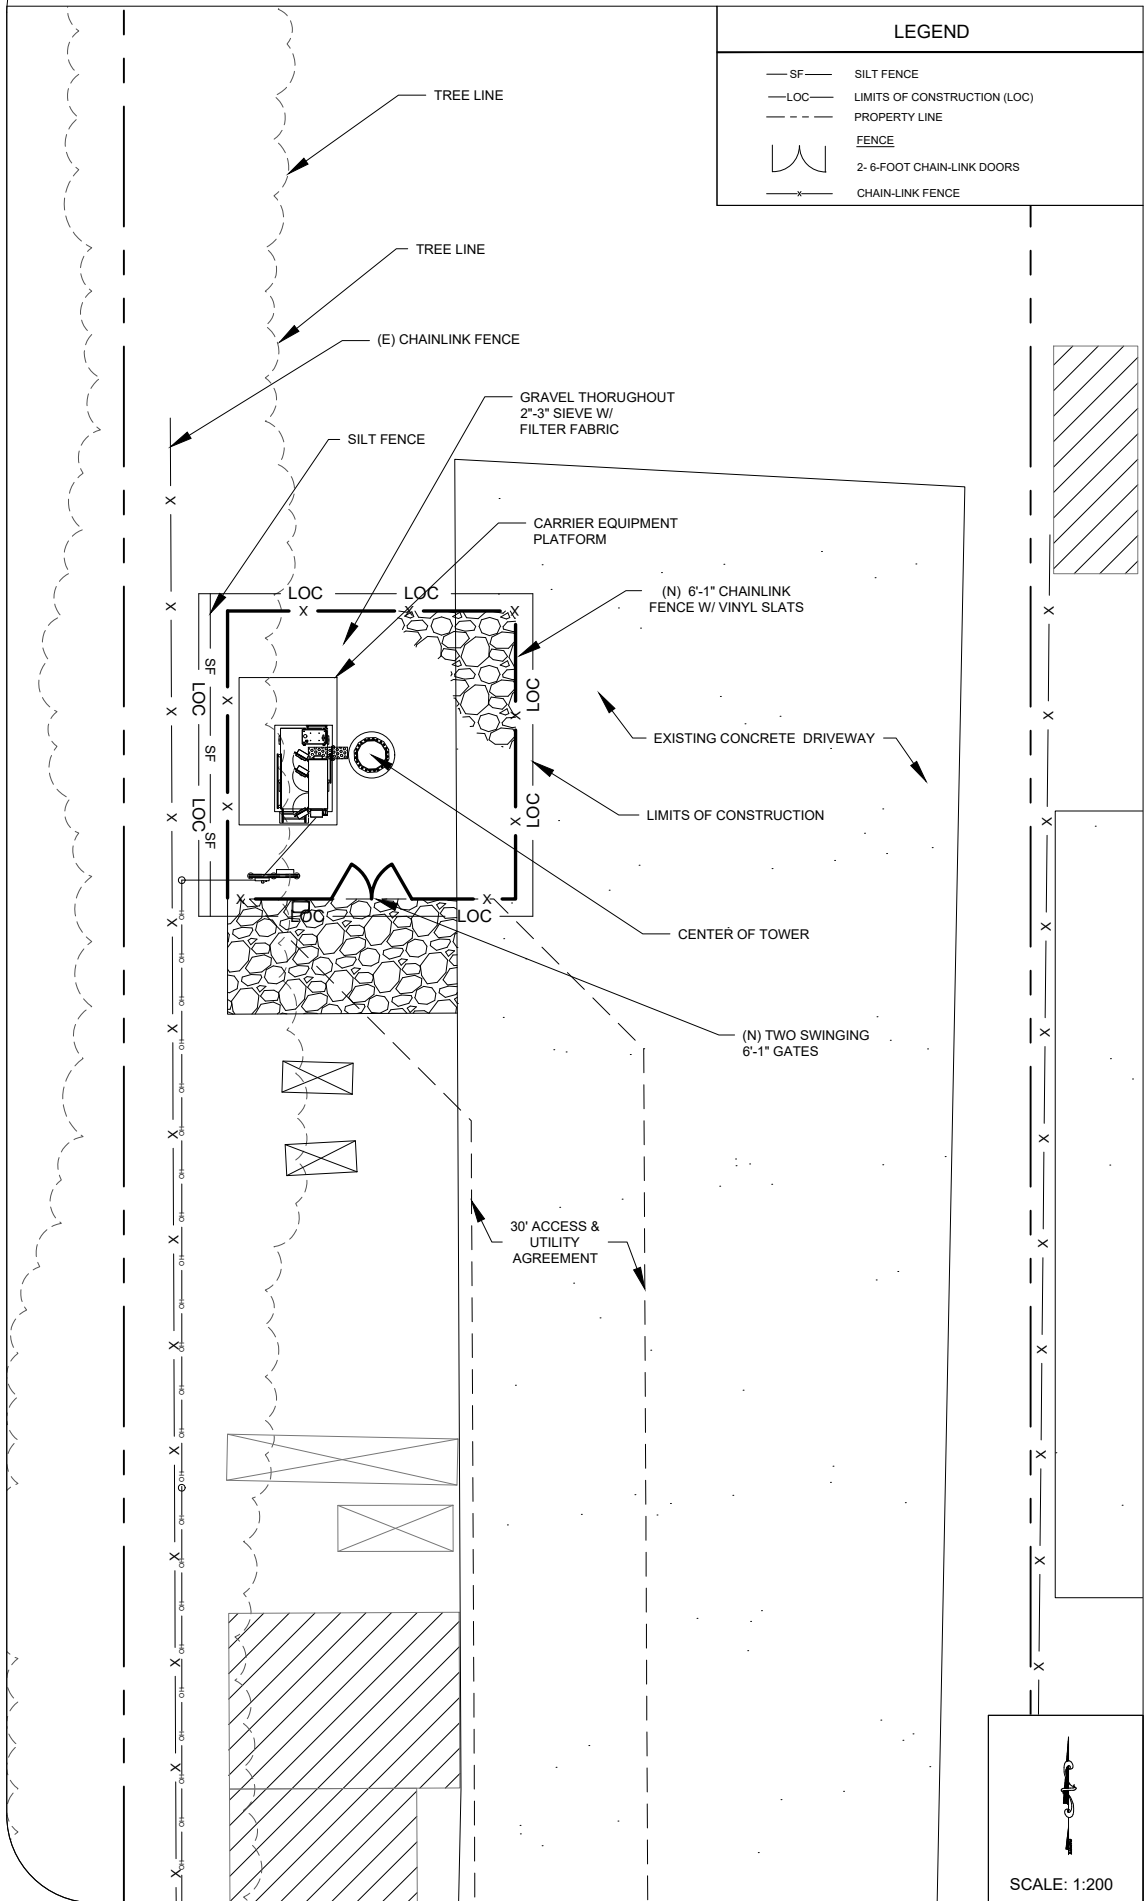 LEGEND
SF SILT FENCE
LOC LIMITS OF CONSTRUCTION (LOC)
PROPERTY LINE
FENCE
2- 6-FOOT CHAIN-LINK DOORS
x CHAIN-LINK FENCE
TREE LINE
TREE LINE
(E) CHAINLINK FENCE
GRAVEL THORUGHOUT
2"-3" SIEVE W/
FILTER FABRIC
SILT FENCE
CARRIER EQUIPMENT
PLATFORM
(N) 6'-1" CHAINLINK
FENCE W/ VINYL SLATS
LOC LOC
SF
LOC
LOC
SF
EXISTING CONCRETE DRIVEWAY
LOC
LOC
SF
LIMITS OF CONSTRUCTION
LOC LOC
CENTER OF TOWER
(N) TWO SWINGING
6'-1" GATES
30' ACCESS &
UTILITY
AGREEMENT
SCALE: 1:200